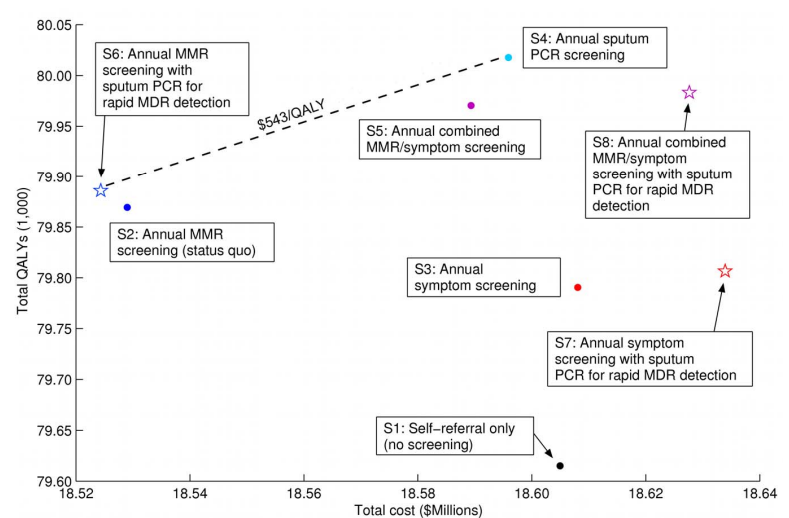 80.05
80.00
79.95
79.90
79.85
79.80
79.75
79.70
79.65
79.60
Total QALYs (1,000)
S6: Annual MMR
screening with
sputum PCR for
rapid MDR detection
S4: Annual sputum
PCR screening
$543/QALY
S5: Annual combined
MMR/symptom screening
S8: Annual combined
MMR/symptom
screening with sputum
PCR for rapid MDR
detection
S2: Annual MMR
screening (status quo)
S3: Annual
symptom screening
S7: Annual symptom
screening with sputum
PCR for rapid MDR detection
S1: Self−referral only
(no screening)
18.52 18.54 18.56 18.58 18.60 18.62 18.64
Total cost ($Millions)